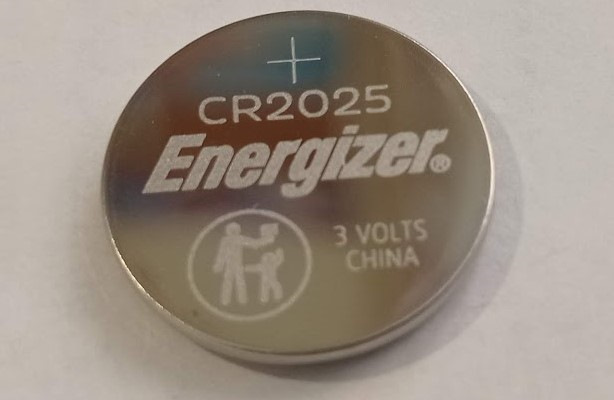 +
CR2025
Energizer®
3 VOLTS
CHINA